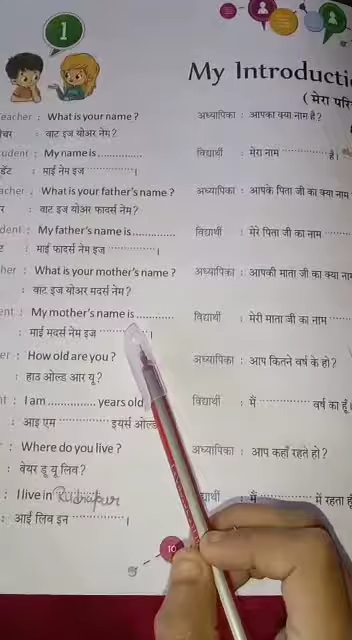 1
My Introducti
( मेरा परि
eacher : What is your name ? अध्यापिका : आपका क्या नाम है?
चर : वाट इज योअर नेम?
udent : My name is .............. विद्यार्थी : मेरा नाम .............. है।
डेंट : माई नेम इज ..............।
acher : What is your father's name ? अध्यापिका : आपके पिता जी का क्या नाम
र : वाट इज योअर फादर्स नेम?
dent : My father's name is............ विद्यार्थी : मेरे पिता जी का नाम ......
ट : माई फादर्स नेम इज ..............।
her : What is your mother's name ? अध्यापिका : आपकी माता जी का क्या नाम
: वाट इज योअर मदर्स नेम?
ent : My mother's name is............ विद्यार्थी : मेरी माता जी का नाम ......
: माई मदर्स नेम इज ..............।
er : How old are you ? अध्यापिका : आप कितने वर्ष के हो?
: हाउ ओल्ड आर यू?
nt : I am ............... years old विद्यार्थी : मैं .............. वर्ष का हूँ
: आइ एम .............. इयर्स ओल्ड
: Where do you live ? अध्यापिका : आप कहाँ रहते हो?
: वेयर डू यू लिव?
: I live in Rudrapur द्यार्थी : मैं .............. में रहता हूँ
: आई लिव इन ..............।
10